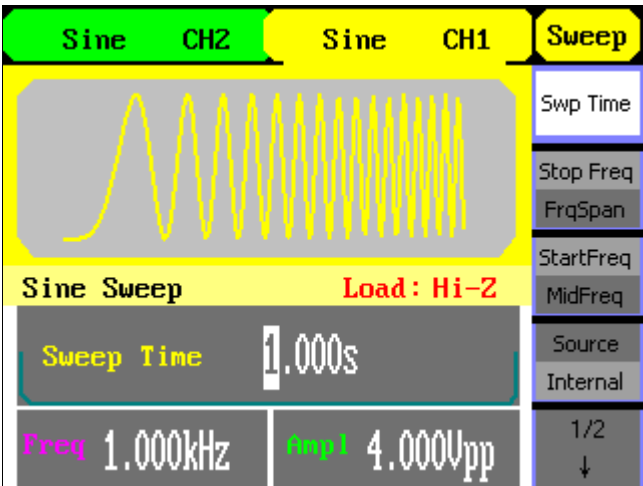 Sine CH2 Sine CH1 Sweep
Swp Time
Stop Freq
FrqSpan
StartFreq
MidFreq
Source
Internal
1/2
↓
Sine Sweep Load: Hi-Z
Sweep Time 1.000s
Freq 1.000kHz Ampl 4.000Vpp